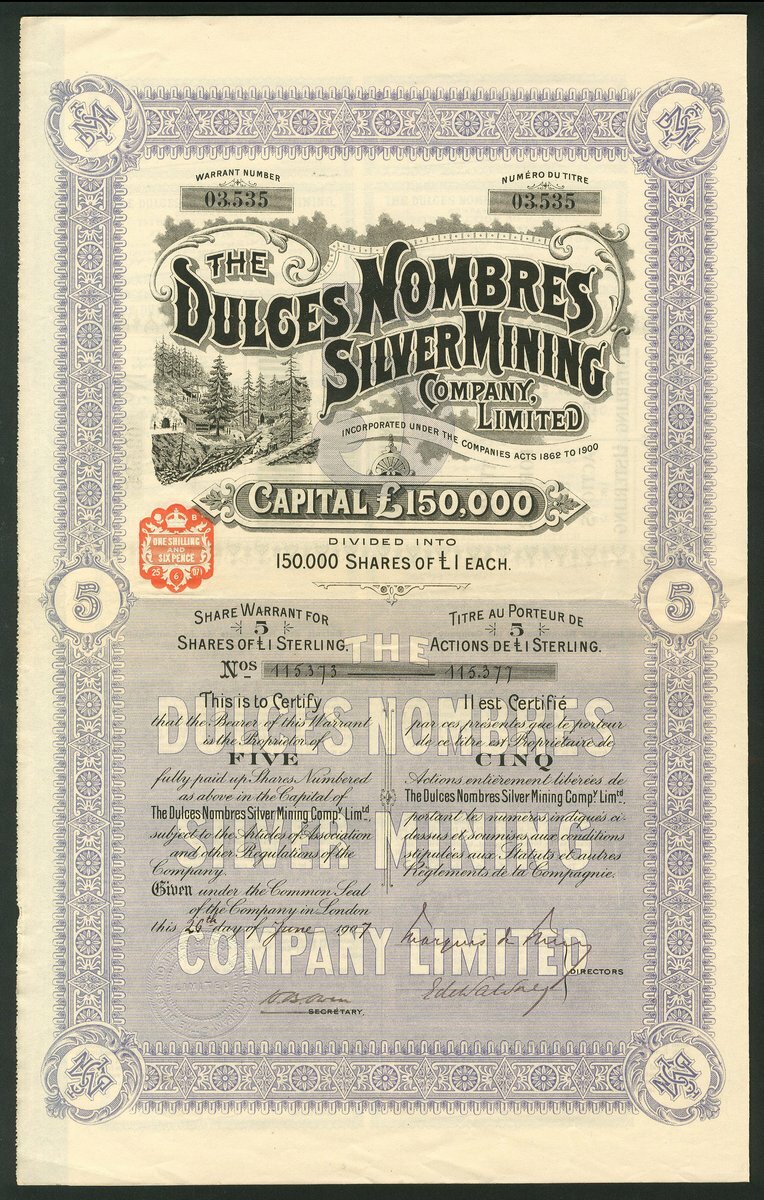 WARRANT NUMBER
03.535
NUMÉRO DU TITRE
03.535
THE
DULCES NOMBRES
SILVER MINING
COMPANY,
LIMITED
INCORPORATED UNDER THE COMPANIES ACTS 1862 TO 1900
CAPITAL £150,000
DIVIDED INTO
150.000 SHARES OF £1 EACH.
ONE SHILLING
AND
SIX PENCE
25
6
07
5
5
SHARE WARRANT FOR
5
SHARES OF £1 STERLING.
TITRE AU PORTEUR DE
5
ACTIONS DE £1 STERLING.
Nos 115373 115.377
THE
DULCES NOMBRES
SILVER MINING
COMPANY LIMITED
This is to Certify
that the Bearer of this Warrant
is the Proprietor of
FIVE
fully paid up Shares Numbered
as above in the Capital of
The Dulces Nombres Silver Mining Compy. Limtd.,
subject to the Articles of Association
and other Regulations of the
Company.
Given under the Common Seal
of the Company in London
this 26th day of June 1907
Il est Certifié
par ces présentes que le porteur
de ce titre est Propriétaire de
CINQ
Actions entièrement libérées de
The Dulces Nombres Silver Mining Compy. Limtd.,
portant les numéros indiqués ci-
dessus et soumises aux conditions
stipulées aux Statuts et autres
Règlements de la Compagnie.
DIRECTORS
SECRETARY.
LIMITED